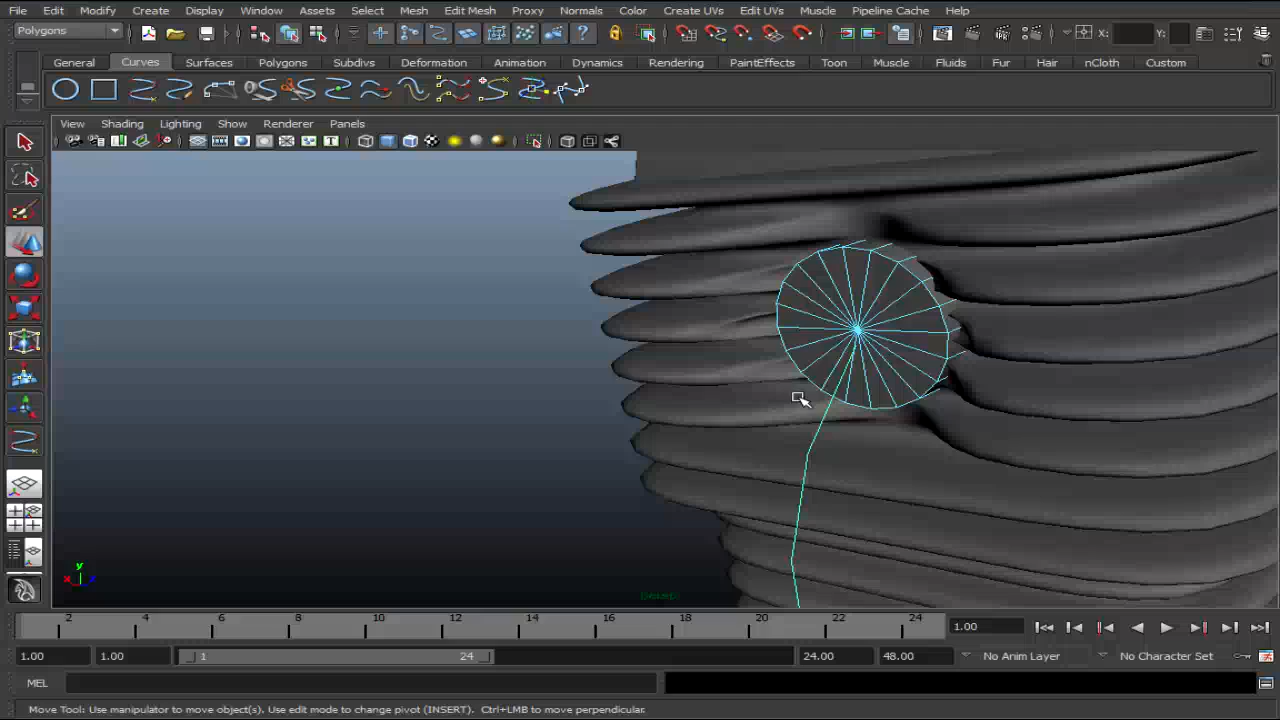 File Edit Modify Create Display Window Assets Select Mesh Edit Mesh Proxy Normals Color Create UVs Edit UVs Muscle Pipeline Cache Help
Polygons X: Y:
General Curves Surfaces Polygons Subdivs Deformation Animation Dynamics Rendering PaintEffects Toon Muscle Fluids Fur Hair nCloth Custom
View Shading Lighting Show Renderer Panels
y
x z
2 4 6 8 10 12 14 16 18 20 22 24 1.00
1.00 1.00 1 24 24.00 48.00 No Anim Layer No Character Set
MEL
Move Tool: Use manipulator to move object(s). Use edit mode to change pivot (INSERT). Ctrl+LMB to move perpendicular.